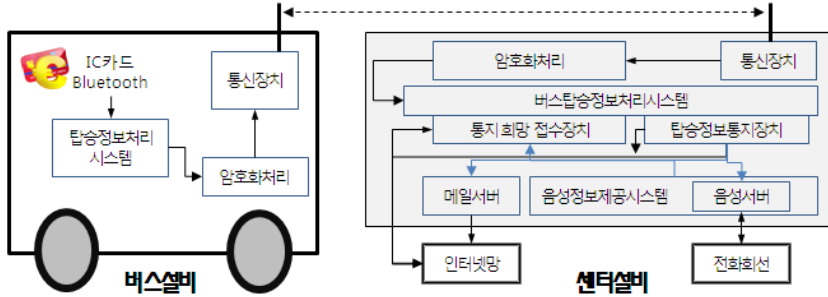 IC카드
Bluetooth
탑승정보처리
시스템
통신장치
암호화처리
버스설비
암호화처리
통신장치
버스탑승정보처리시스템
통지 희망 접수장치
탑승정보통지장치
메일서버
음성정보제공시스템
음성서버
인터넷망
전화회선
센터설비